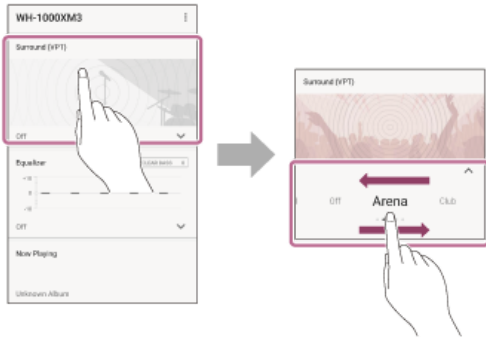 WH-1000XM3
Surround (VPT)
Off
Equalizer
CLEAR BASS 0
+10
0
-10
Off
Now Playing
Unknown Album
Surround (VPT)
Off Arena Club